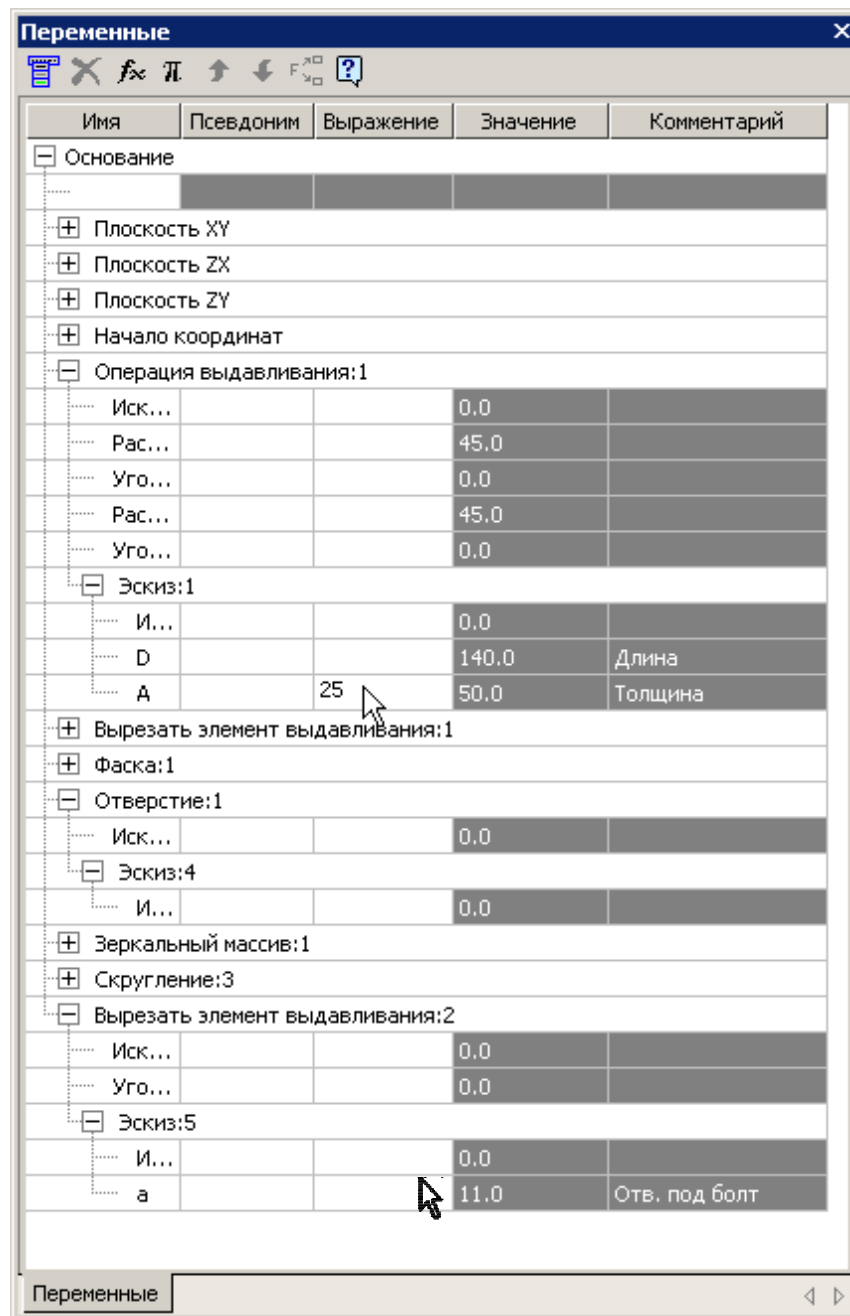 Переменные
Имя Псевдоним Выражение Значение Комментарий
Основание
Плоскость XY
Плоскость ZX
Плоскость ZY
Начало координат
Операция выдавливания:1
Иск... 0.0
Рас... 45.0
Уго... 0.0
Рас... 45.0
Уго... 0.0
Эскиз:1
И... 0.0
D 140.0 Длина
A 25 50.0 Толщина
Вырезать элемент выдавливания:1
Фаска:1
Отверстие:1
Иск... 0.0
Эскиз:4
И... 0.0
Зеркальный массив:1
Скругление:3
Вырезать элемент выдавливания:2
Иск... 0.0
Уго... 0.0
Эскиз:5
И... 0.0
a 11.0 Отв. под болт
Переменные